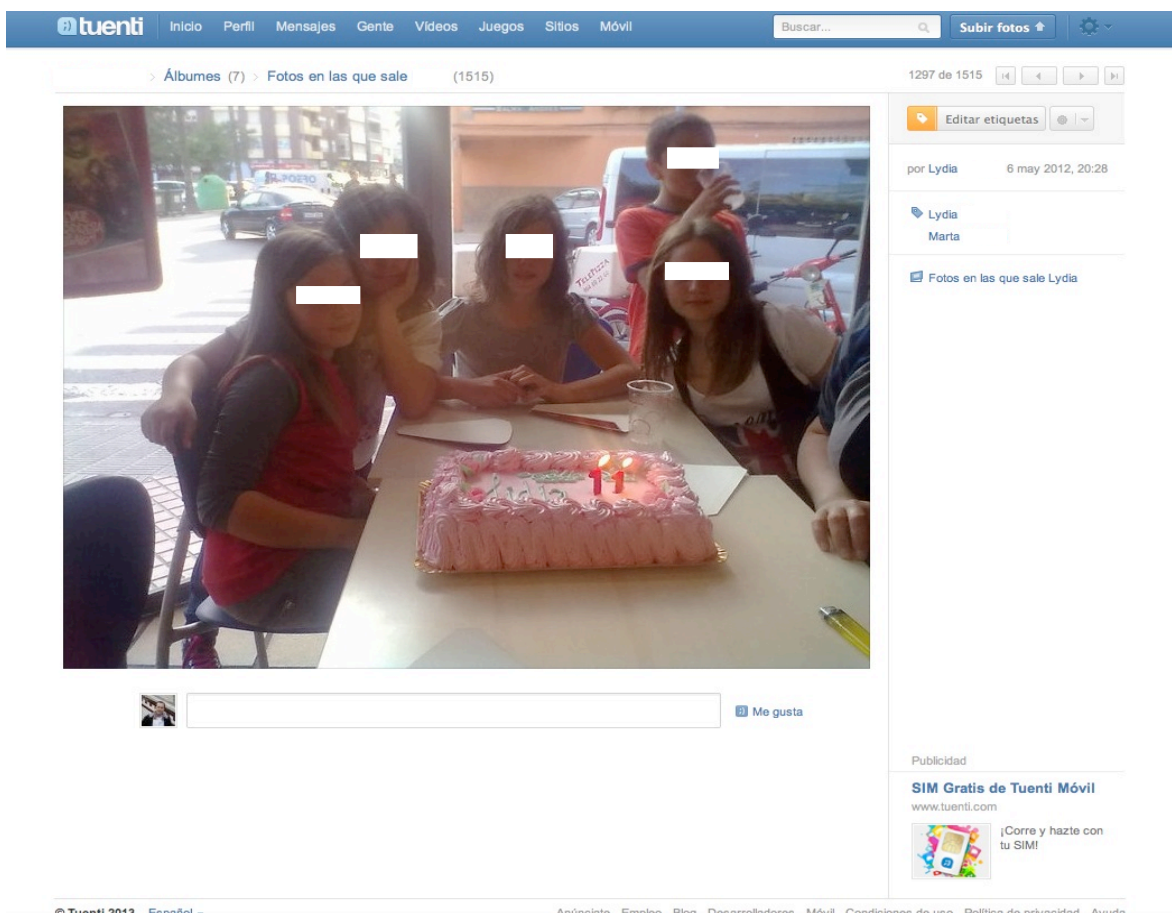 tuenti Inicio Perfil Mensajes Gente Vídeos Juegos Sitios Móvil Buscar... Subir fotos
> Álbumes (7) > Fotos en las que sale (1515)
1297 de 1515
TELEPIZZA
11
Editar etiquetas
por Lydia 6 may 2012, 20:28
Lydia
Marta
Fotos en las que sale Lydia
Me gusta
Publicidad
SIM Gratis de Tuenti Móvil
www.tuenti.com
¡Corre y hazte con
tu SIM!
© Tuenti 2013 Español Anúnciate Empleo Blog Desarrolladores Móvil Condiciones de uso Política de privacidad Ayuda